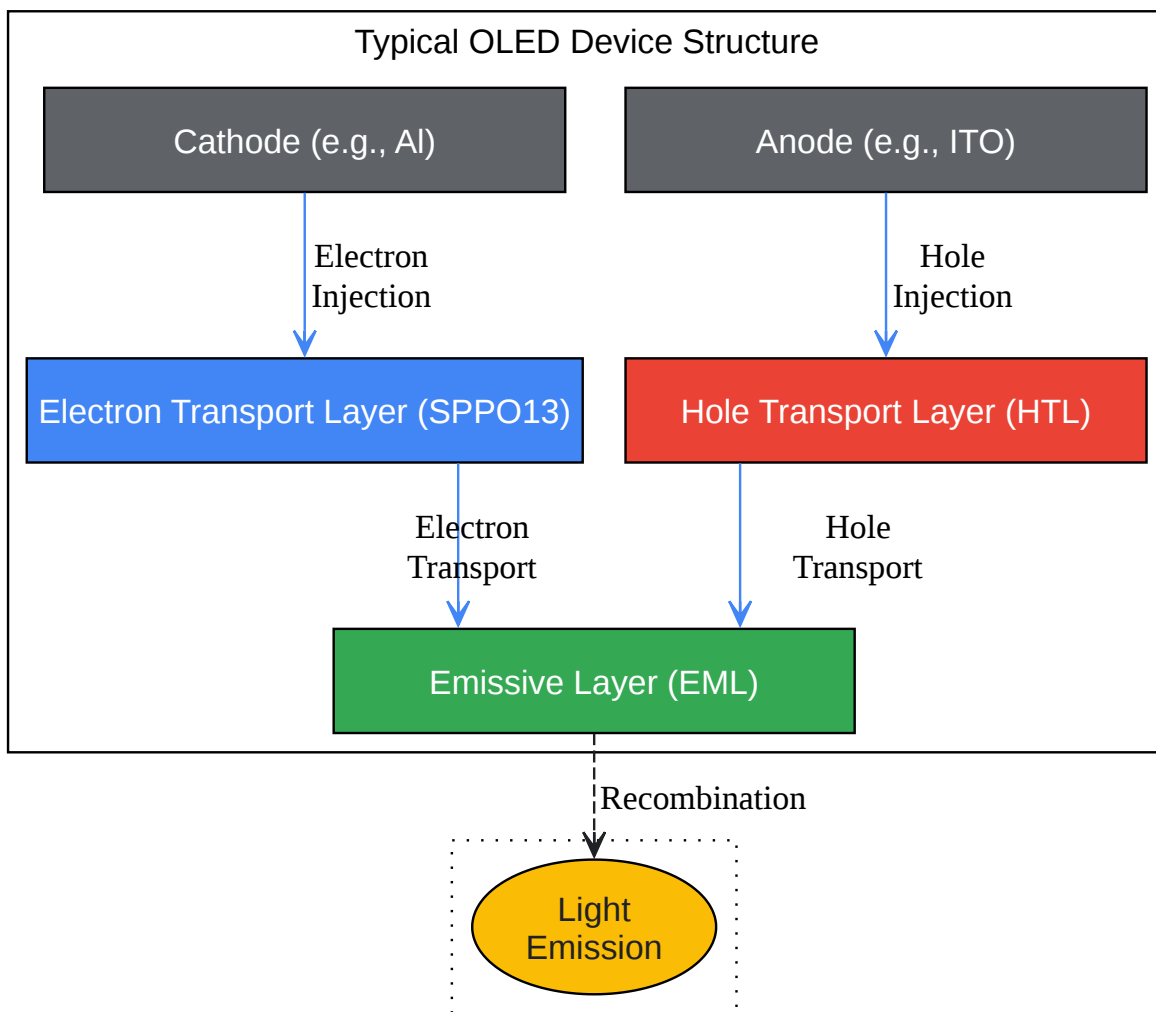 Typical OLED Device Structure
Cathode (e.g., Al)
Anode (e.g., ITO)
Electron
Injection
Hole
Injection
Electron Transport Layer (SPPO13)
Hole Transport Layer (HTL)
Electron
Transport
Hole
Transport
Emissive Layer (EML)
Recombination
Light
Emission